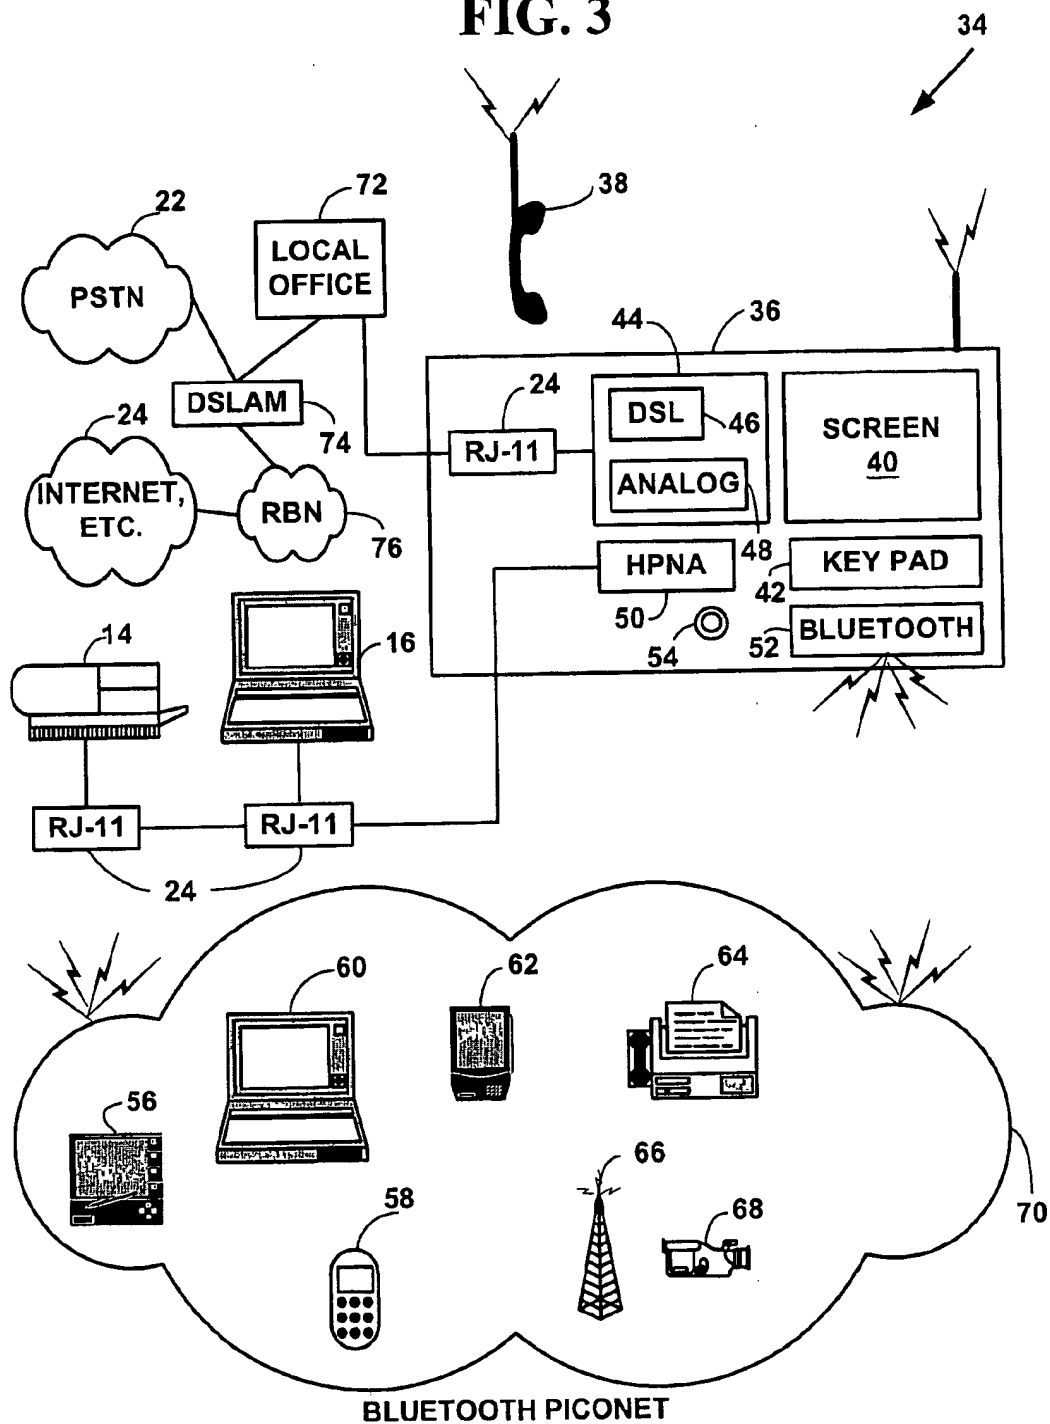 FIG. 3
34
38
72
22
LOCAL
OFFICE
PSTN
44
36
24
24
DSLAM
74
DSL
46
SCREEN
40
RJ-11
INTERNET,
ETC.
RBN
76
ANALOG
48
HPNA
KEY PAD
42
50
54
52
BLUETOOTH
14
16
RJ-11
RJ-11
24
60
62
64
56
66
58
68
70
BLUETOOTH PICONET